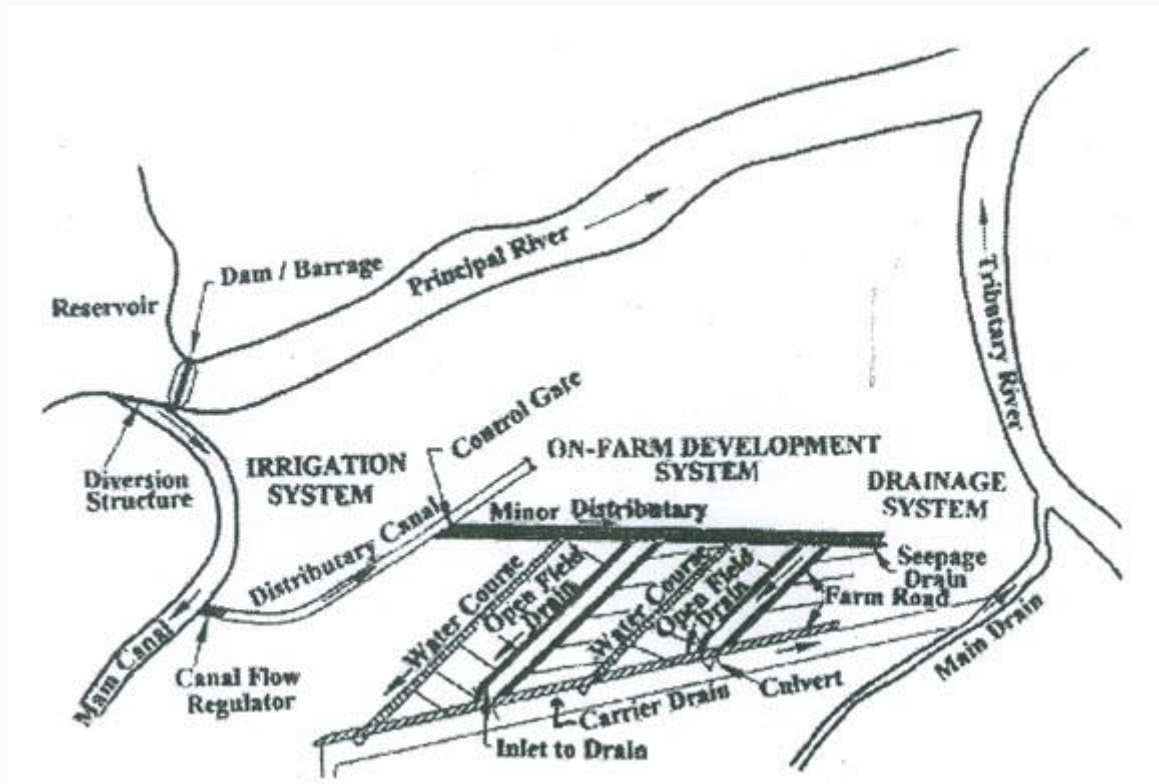 Dam / Barrage
Principal River
Reservoir
Tributary River
Diversion
Structure
IRRIGATION
SYSTEM
Control Gate
ON-FARM DEVELOPMENT
SYSTEM
DRAINAGE
SYSTEM
Distributary Canal
Minor Distributary
Seepage
Drain
Farm Road
Water Course
Open Field
Drain
Water Course
Open Field
Drain
Main Canal
Canal Flow
Regulator
Main Drain
Culvert
Carrier Drain
Inlet to Drain